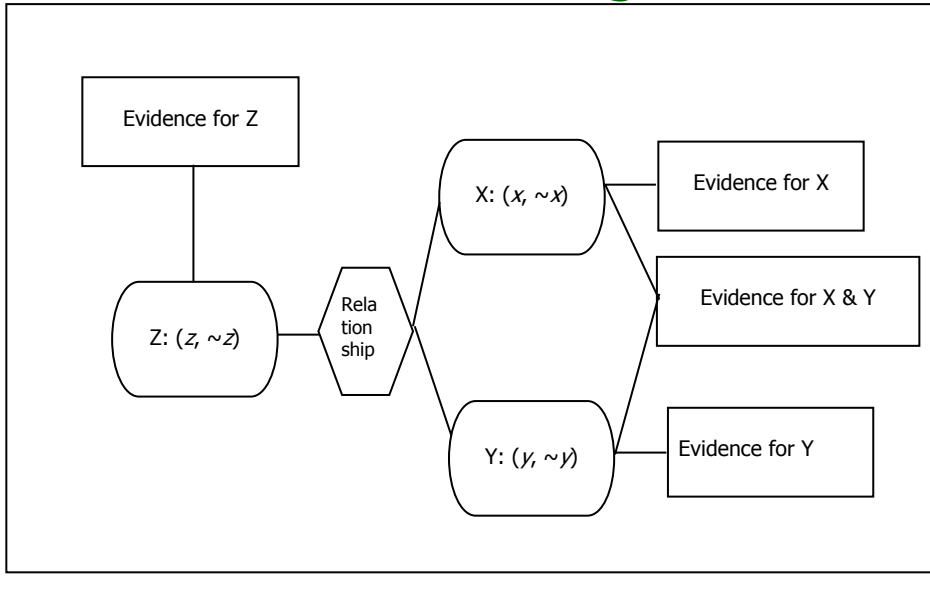 Evidence for Z
X: (x, ~x)
Evidence for X
Evidence for X & Y
Z: (z, ~z)
Rela
tion
ship
Y: (y, ~y)
Evidence for Y